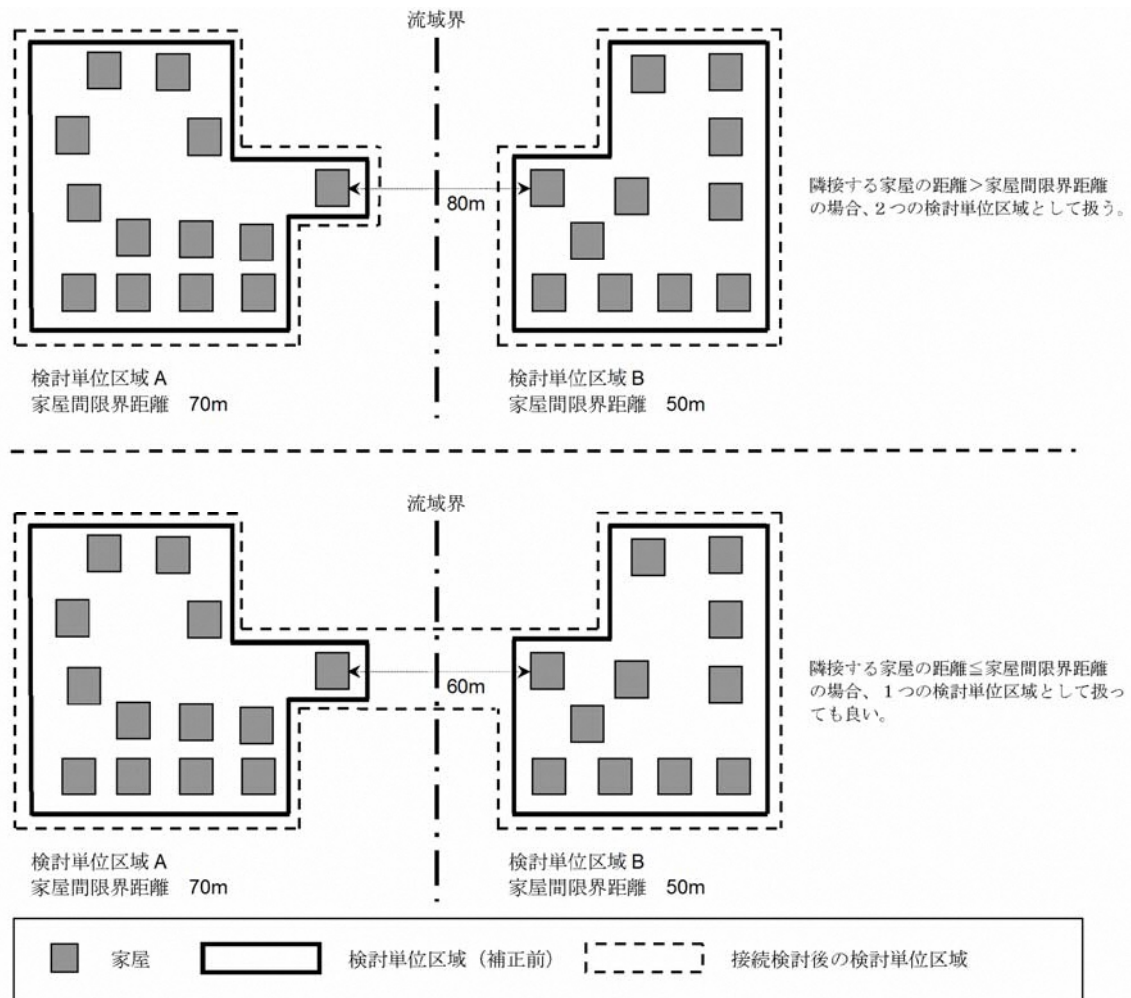 流域界
80m
隣接する家屋の距離＞家屋間限界距離
の場合、２つの検討単位区域として扱う。
検討単位区域 A
家屋間限界距離　70m
検討単位区域 B
家屋間限界距離　50m
流域界
60m
隣接する家屋の距離≦家屋間限界距離
の場合、１つの検討単位区域として扱っ
ても良い。
検討単位区域 A
家屋間限界距離　70m
検討単位区域 B
家屋間限界距離　50m
家屋
検討単位区域（補正前）
接続検討後の検討単位区域